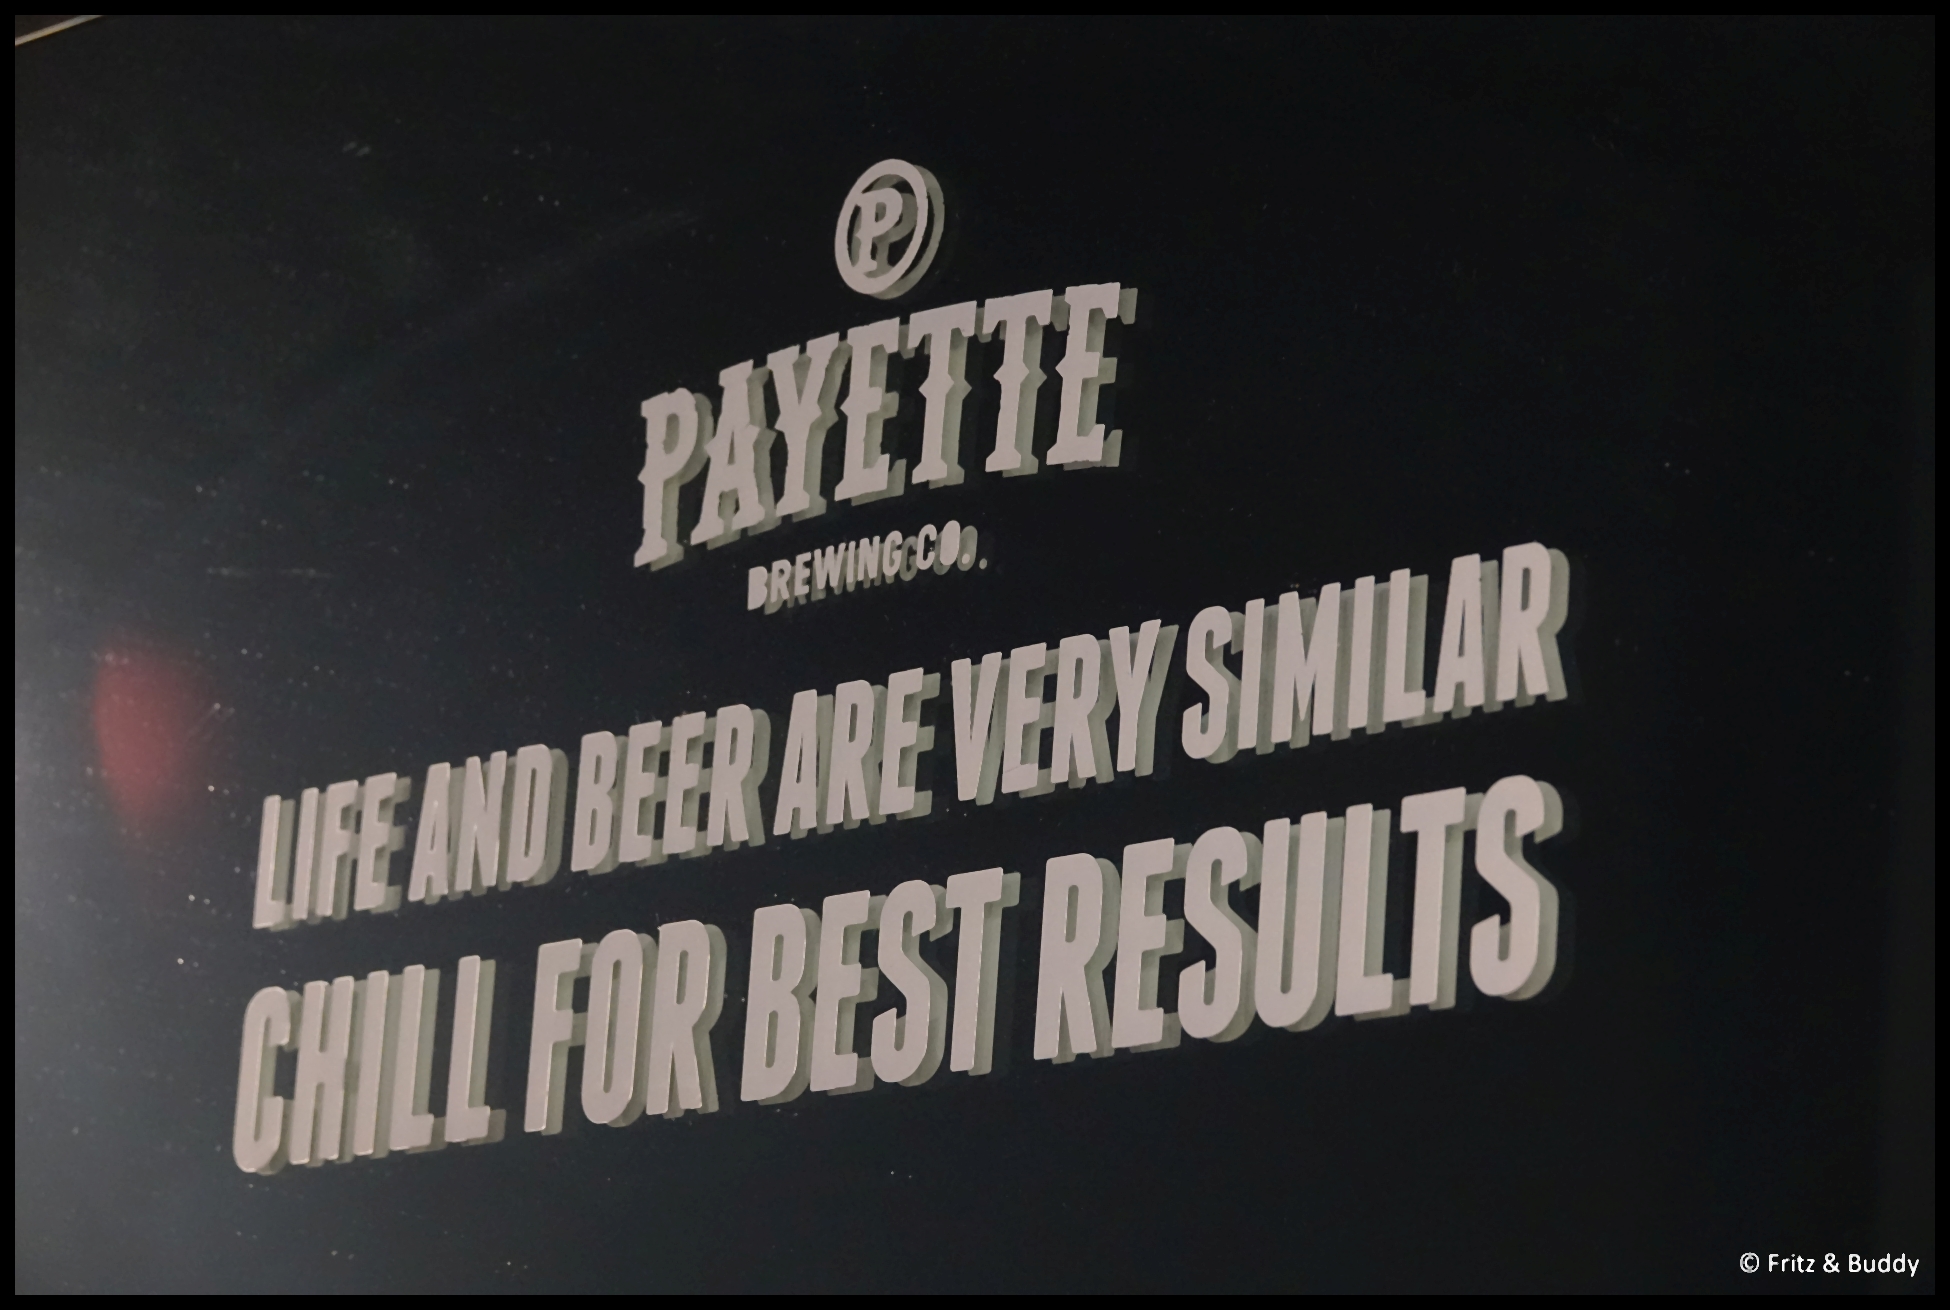 P
PAYETTE
BREWING CO.
LIFE AND BEER ARE VERY SIMILAR
CHILL FOR BEST RESULTS
© Fritz & Buddy